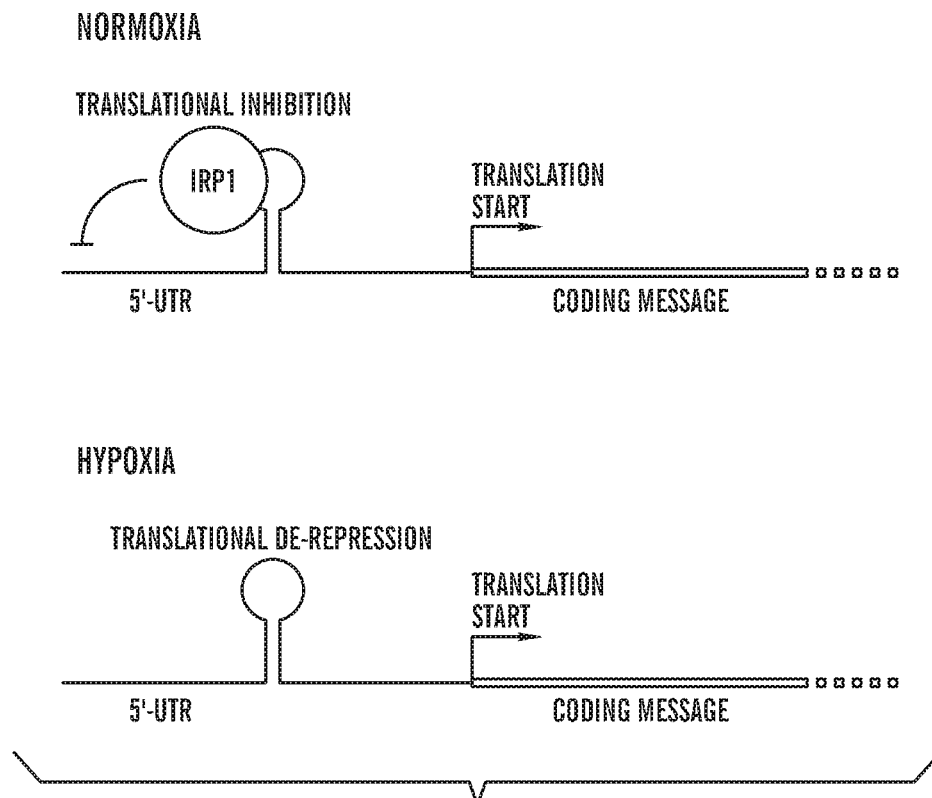 NORMOXIA
TRANSLATIONAL INHIBITION
IRP1
TRANSLATION
START
5'-UTR
CODING MESSAGE
HYPOXIA
TRANSLATIONAL DE-REPRESSION
TRANSLATION
START
5'-UTR
CODING MESSAGE